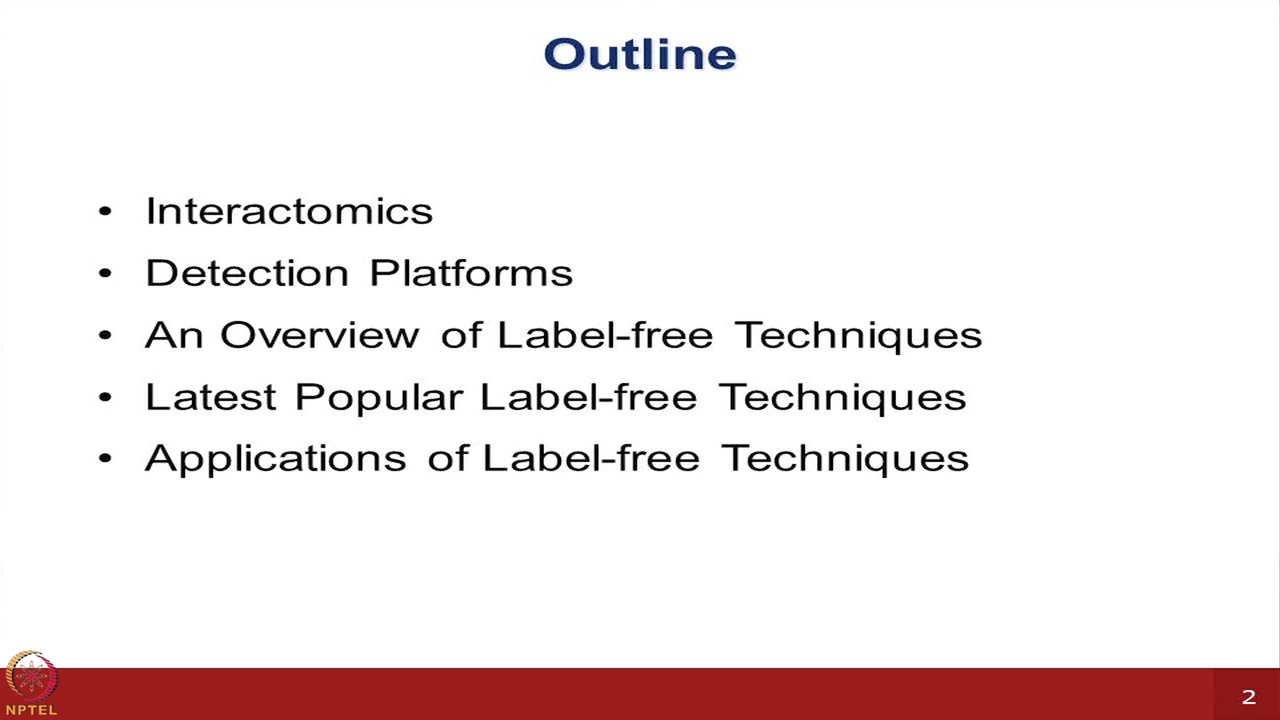 Outline
• Interactomics
• Detection Platforms
• An Overview of Label-free Techniques
• Latest Popular Label-free Techniques
• Applications of Label-free Techniques
NPTEL
2